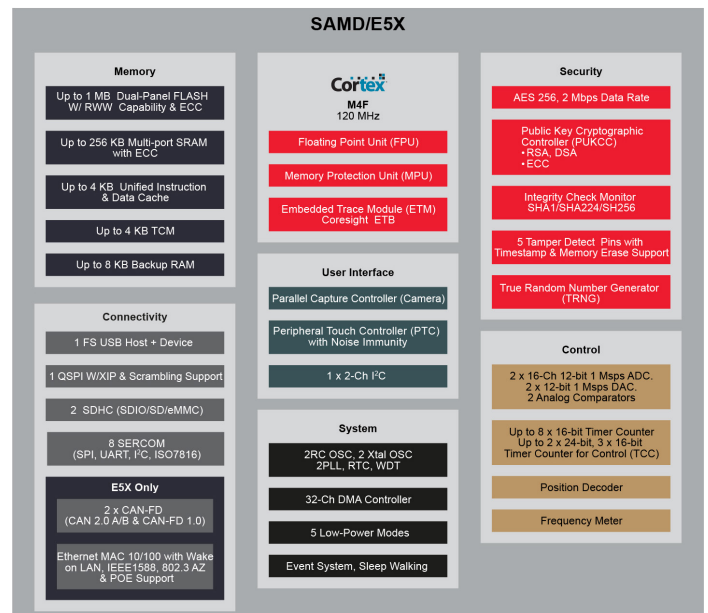 SAMD/E5X
Memory
Up to 1 MB Dual-Panel FLASH
W/ RWW Capability & ECC
Up to 256 KB Multi-port SRAM
with ECC
Up to 4 KB Unified Instruction
& Data Cache
Up to 4 KB TCM
Up to 8 KB Backup RAM
Connectivity
1 FS USB Host + Device
1 QSPI W/XIP & Scrambling Support
2 SDHC (SDIO/SD/eMMC)
8 SERCOM
(SPI, UART, I²C, ISO7816)
E5X Only
2 x CAN-FD
(CAN 2.0 A/B & CAN-FD 1.0)
Ethernet MAC 10/100 with Wake
on LAN, IEEE1588, 802.3 AZ
& POE Support
Cortex
M4F
120 MHz
Floating Point Unit (FPU)
Memory Protection Unit (MPU)
Embedded Trace Module (ETM)
Coresight ETB
User Interface
Parallel Capture Controller (Camera)
Peripheral Touch Controller (PTC)
with Noise Immunity
1 x 2-Ch I²C
System
2RC OSC, 2 Xtal OSC
2PLL, RTC, WDT
32-Ch DMA Controller
5 Low-Power Modes
Event System, Sleep Walking
Security
AES 256, 2 Mbps Data Rate
Public Key Cryptographic
Controller (PUKCC)
• RSA, DSA
• ECC
Integrity Check Monitor
SHA1/SHA224/SH256
5 Tamper Detect Pins with
Timestamp & Memory Erase Support
True Random Number Generator
(TRNG)
Control
2 x 16-Ch 12-bit 1 Msps ADC.
2 x 12-bit 1 Msps DAC.
2 Analog Comparators
Up to 8 x 16-bit Timer Counter
Up to 2 x 24-bit, 3 x 16-bit
Timer Counter for Control (TCC)
Position Decoder
Frequency Meter